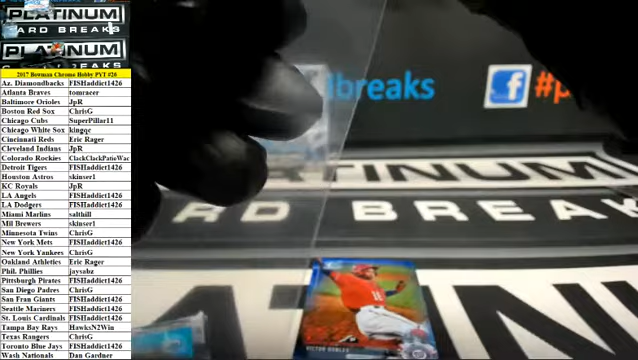 PLATINUM
ARD BREAKS
PLATINUM
2017 Bowman Chrome Hobby PYT #26
Az. Diamondbacks FISHaddict1426
Atlanta Braves tomracer
Baltimore Orioles JpR
Boston Red Sox ChrisG
Chicago Cubs SuperPillar11
Chicago White Sox kingqc
Cincinnati Reds Eric Rager
Cleveland Indians JpR
Colorado Rockies ClackClackPatieWac
Detroit Tigers FISHaddict1426
Houston Astros skinser1
KC Royals JpR
LA Angels FISHaddict1426
LA Dodgers FISHaddict1426
Miami Marlins salthill
Mil Brewers skinser1
Minnesota Twins ChrisG
New York Mets FISHaddict1426
New York Yankees ChrisG
Oakland Athletics Eric Rager
Phil. Phillies jaysabz
Pittsburgh Pirates FISHaddict1426
San Diego Padres ChrisG
San Fran Giants FISHaddict1426
Seattle Mariners FISHaddict1426
St. Louis Cardinals FISHaddict1426
Tampa Bay Rays HawksN2Win
Texas Rangers ChrisG
Toronto Blue Jays FISHaddict1426
Wash Nationals Dan Gardner
lbreaks f #p
PLATINUM
RD BREAK
VICTOR ROBLES